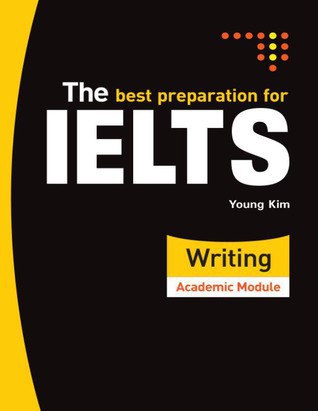 The best preparation for
IELTS
Young Kim
Writing
Academic Module